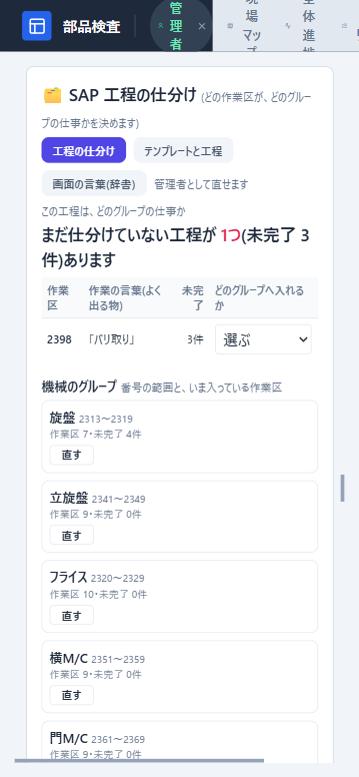 部品検査
管理者
×
現場マップ
全体進捗
SAP 工程の仕分け (どの作業区が、どのグルー
プの仕事かを決めます)
工程の仕分け
テンプレートと工程
画面の言葉(辞書)
管理者として直せます
この工程は、どのグループの仕事か
まだ仕分けていない工程が 1つ(未完了 3
件)あります
作業区
作業の言葉(よく出る物)
未完了
どのグループへ入れるか
2398 「バリ取り」 3件 選ぶ
機械のグループ 番号の範囲と、いま入っている作業区
旋盤 2313〜2319
作業区 7・未完了 4件
直す
立旋盤 2341〜2349
作業区 9・未完了 0件
直す
フライス 2320〜2329
作業区 10・未完了 0件
直す
横M/C 2351〜2359
作業区 9・未完了 0件
直す
門M/C 2361〜2369
作業区 9・未完了 0件